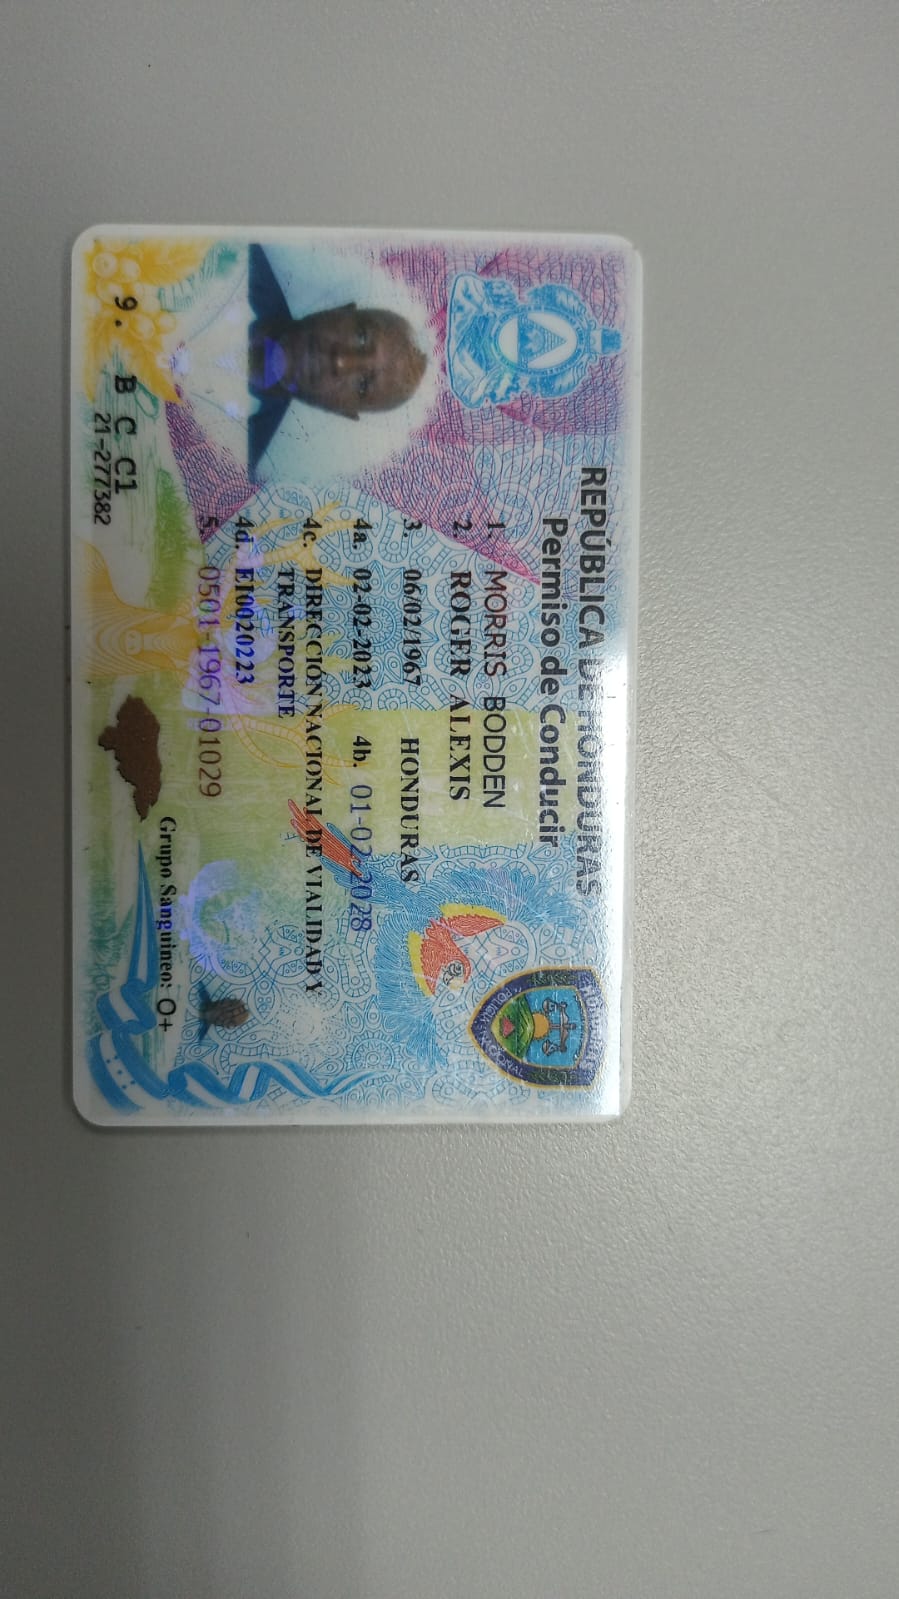 REPÚBLICA DE HONDURAS
Permiso de Conducir
HONDURAS
POLICIA NACIONAL
1. MORRIS BODDEN
2. ROGER ALEXIS
3. 06/02/1967 HONDURAS
4a. 02-02-2023 4b. 01-02-2028
4c. DIRECCIÓN NACIONAL DE VIALIDAD Y
TRANSPORTE
4d. EI0020223
5. 0501-1967-01029
Grupo Sanguineo: O+
9. B C C1
21-277382